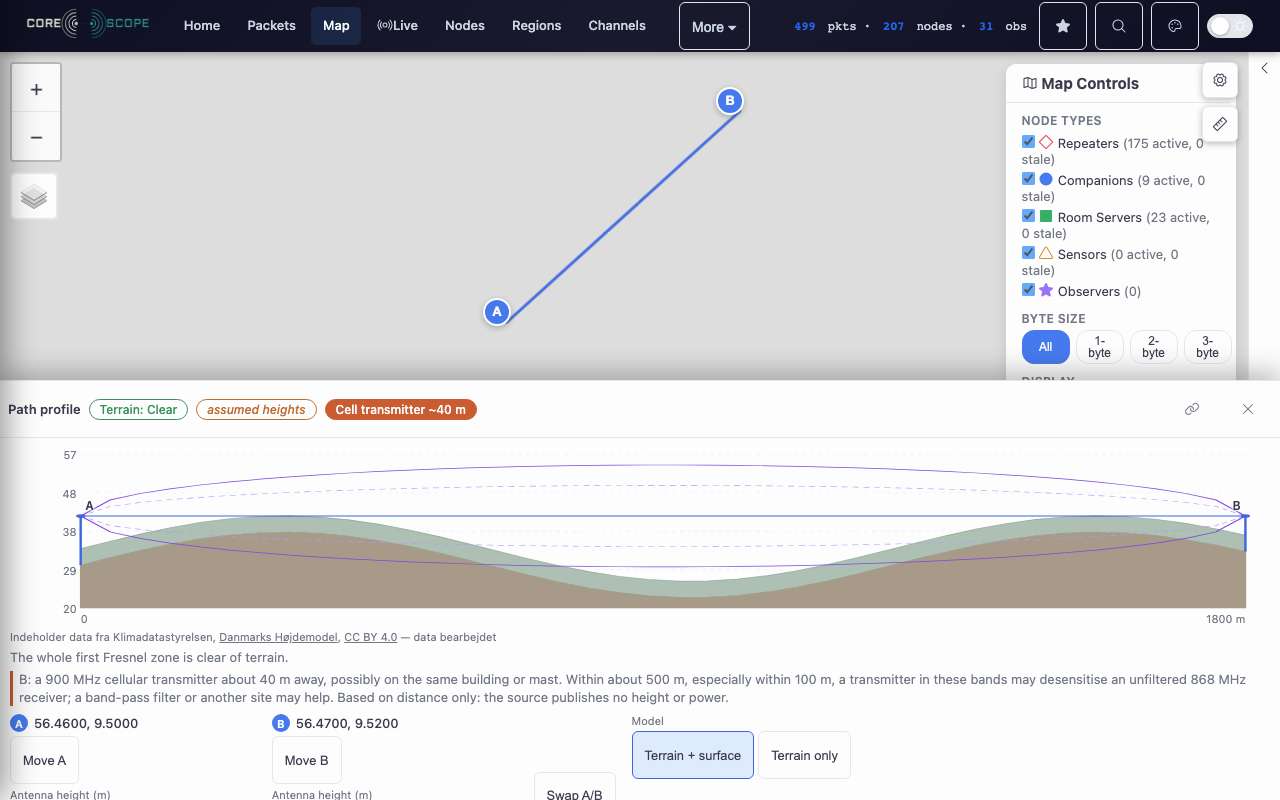 CORE SCOPE
Home Packets Map Live Nodes Regions Channels More 499 pkts · 207 nodes · 31 obs
+
−
B
A
Map Controls
NODE TYPES
Repeaters (175 active, 0
stale)
Companions (9 active, 0
stale)
Room Servers (23 active,
0 stale)
Sensors (0 active, 0
stale)
Observers (0)
BYTE SIZE
All 1-byte 2-byte 3-byte
Path profile Terrain: Clear assumed heights Cell transmitter ~40 m
57
48
A B
38
29
20
0 1800 m
Indeholder data fra Klimadatastyrelsen, Danmarks Højdemodel, CC BY 4.0 — data bearbejdet
The whole first Fresnel zone is clear of terrain.
B: a 900 MHz cellular transmitter about 40 m away, possibly on the same building or mast. Within about 500 m, especially within 100 m, a transmitter in these bands may desensitise an unfiltered 868 MHz
receiver; a band-pass filter or another site may help. Based on distance only: the source publishes no height or power.
A 56.4600, 9.5000 B 56.4700, 9.5200 Model
Move A Move B Terrain + surface Terrain only
Antenna height (m) Antenna height (m) Swap A/B